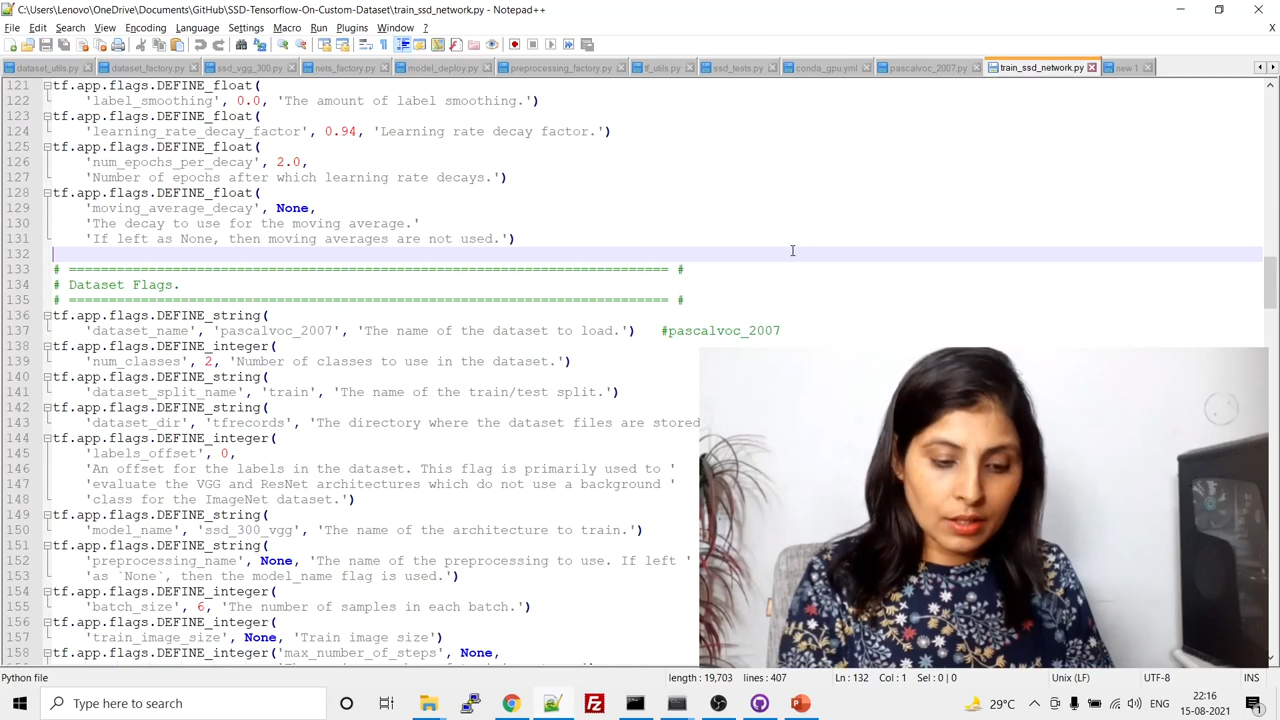 C:\Users\Lenovo\OneDrive\Documents\GitHub\SSD-Tensorflow-On-Custom-Dataset\train_ssd_network.py - Notepad++
File Edit Search View Encoding Language Settings Tools Macro Run Plugins Window ?
dataset_utils.py dataset_factory.py ssd_vgg_300.py nets_factory.py model_deploy.py preprocessing_factory.py tf_utils.py ssd_tests.py conda_gpu.yml pascalvoc_2007.py train_ssd_network.py new 1
121 tf.app.flags.DEFINE_float(
122 'label_smoothing', 0.0, 'The amount of label smoothing.')
123 tf.app.flags.DEFINE_float(
124 'learning_rate_decay_factor', 0.94, 'Learning rate decay factor.')
125 tf.app.flags.DEFINE_float(
126 'num_epochs_per_decay', 2.0,
127 'Number of epochs after which learning rate decays.')
128 tf.app.flags.DEFINE_float(
129 'moving_average_decay', None,
130 'The decay to use for the moving average.'
131 'If left as None, then moving averages are not used.')
132
133 # =========================================================================== #
134 # Dataset Flags.
135 # =========================================================================== #
136 tf.app.flags.DEFINE_string(
137 'dataset_name', 'pascalvoc_2007', 'The name of the dataset to load.') #pascalvoc_2007
138 tf.app.flags.DEFINE_integer(
139 'num_classes', 2, 'Number of classes to use in the dataset.')
140 tf.app.flags.DEFINE_string(
141 'dataset_split_name', 'train', 'The name of the train/test split.')
142 tf.app.flags.DEFINE_string(
143 'dataset_dir', 'tfrecords', 'The directory where the dataset files are stored
144 tf.app.flags.DEFINE_integer(
145 'labels_offset', 0,
146 'An offset for the labels in the dataset. This flag is primarily used to '
147 'evaluate the VGG and ResNet architectures which do not use a background '
148 'class for the ImageNet dataset.')
149 tf.app.flags.DEFINE_string(
150 'model_name', 'ssd_300_vgg', 'The name of the architecture to train.')
151 tf.app.flags.DEFINE_string(
152 'preprocessing_name', None, 'The name of the preprocessing to use. If left '
153 'as `None`, then the model_name flag is used.')
154 tf.app.flags.DEFINE_integer(
155 'batch_size', 6, 'The number of samples in each batch.')
156 tf.app.flags.DEFINE_integer(
157 'train_image_size', None, 'Train image size')
158 tf.app.flags.DEFINE_integer('max_number_of_steps', None,
Python file length : 19,703 lines : 407 Ln : 132 Col : 1 Sel : 0 | 0 Unix (LF) UTF-8 INS
Type here to search 29°C ENG 22:16
15-08-2021